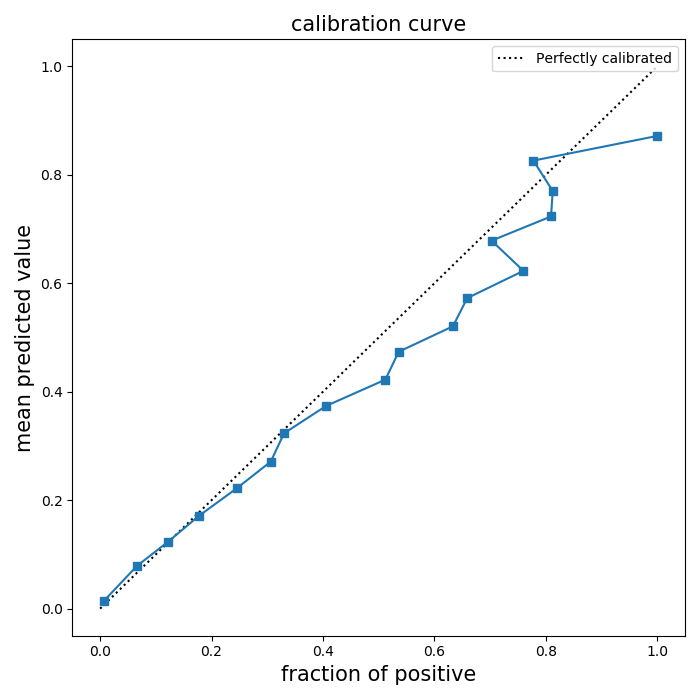 calibration curve
Perfectly calibrated
mean predicted value
1.0
0.8
0.6
0.4
0.2
0.0
0.0 0.2 0.4 0.6 0.8 1.0
fraction of positive